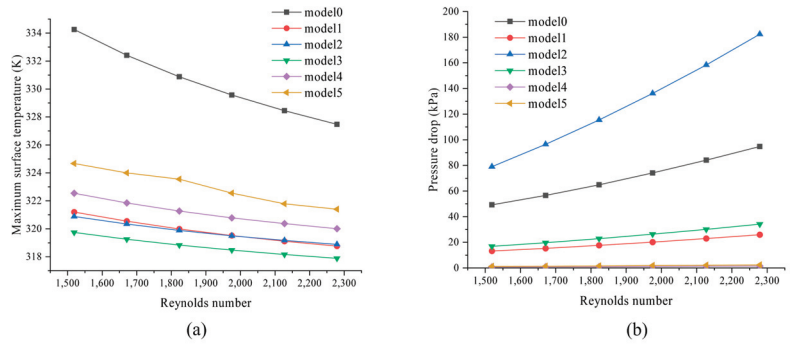 (a)
model0
model1
model2
model3
model4
model5
Maximum surface temperature (K)
334
332
330
328
326
324
322
320
318
1,500 1,600 1,700 1,800 1,900 2,000 2,100 2,200 2,300
Reynolds number
(a)
(b)
model0
model1
model2
model3
model4
model5
Pressure drop (kPa)
200
180
160
140
120
100
80
60
40
20
0
1,500 1,600 1,700 1,800 1,900 2,000 2,100 2,200 2,300
Reynolds number
(b)